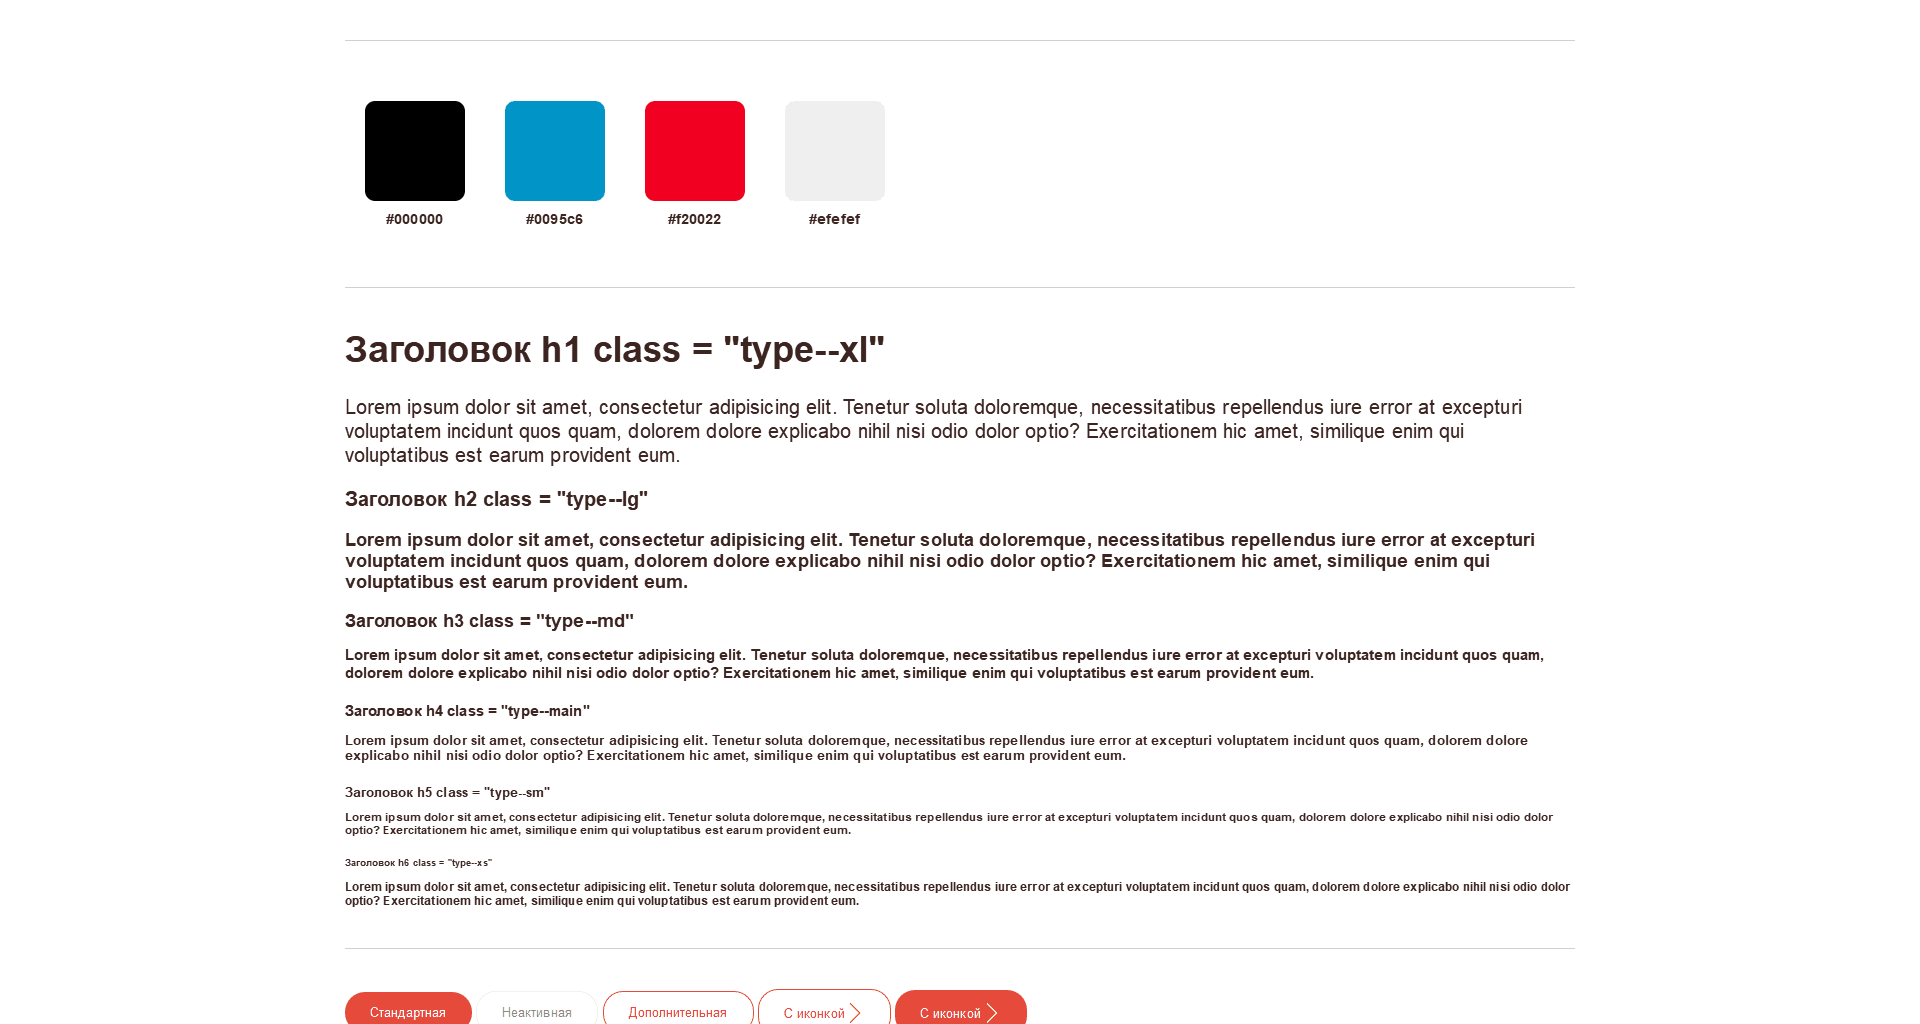 #000000 #0095c6 #f20022 #efefef
Заголовок h1 class = "type--xl"
Lorem ipsum dolor sit amet, consectetur adipisicing elit. Tenetur soluta doloremque, necessitatibus repellendus iure error at excepturi
voluptatem incidunt quos quam, dolorem dolore explicabo nihil nisi odio dolor optio? Exercitationem hic amet, similique enim qui
voluptatibus est earum provident eum.
Заголовок h2 class = "type--lg"
Lorem ipsum dolor sit amet, consectetur adipisicing elit. Tenetur soluta doloremque, necessitatibus repellendus iure error at excepturi
voluptatem incidunt quos quam, dolorem dolore explicabo nihil nisi odio dolor optio? Exercitationem hic amet, similique enim qui
voluptatibus est earum provident eum.
Заголовок h3 class = "type--md"
Lorem ipsum dolor sit amet, consectetur adipisicing elit. Tenetur soluta doloremque, necessitatibus repellendus iure error at excepturi voluptatem incidunt quos quam,
dolorem dolore explicabo nihil nisi odio dolor optio? Exercitationem hic amet, similique enim qui voluptatibus est earum provident eum.
Заголовок h4 class = "type--main"
Lorem ipsum dolor sit amet, consectetur adipisicing elit. Tenetur soluta doloremque, necessitatibus repellendus iure error at excepturi voluptatem incidunt quos quam, dolorem dolore
explicabo nihil nisi odio dolor optio? Exercitationem hic amet, similique enim qui voluptatibus est earum provident eum.
Заголовок h5 class = "type--sm"
Lorem ipsum dolor sit amet, consectetur adipisicing elit. Tenetur soluta doloremque, necessitatibus repellendus iure error at excepturi voluptatem incidunt quos quam, dolorem dolore explicabo nihil nisi odio dolor
optio? Exercitationem hic amet, similique enim qui voluptatibus est earum provident eum.
Заголовок h6 class = "type--xs"
Lorem ipsum dolor sit amet, consectetur adipisicing elit. Tenetur soluta doloremque, necessitatibus repellendus iure error at excepturi voluptatem incidunt quos quam, dolorem dolore explicabo nihil nisi odio dolor
optio? Exercitationem hic amet, similique enim qui voluptatibus est earum provident eum.
Стандартная Неактивная Дополнительная С иконкой С иконкой